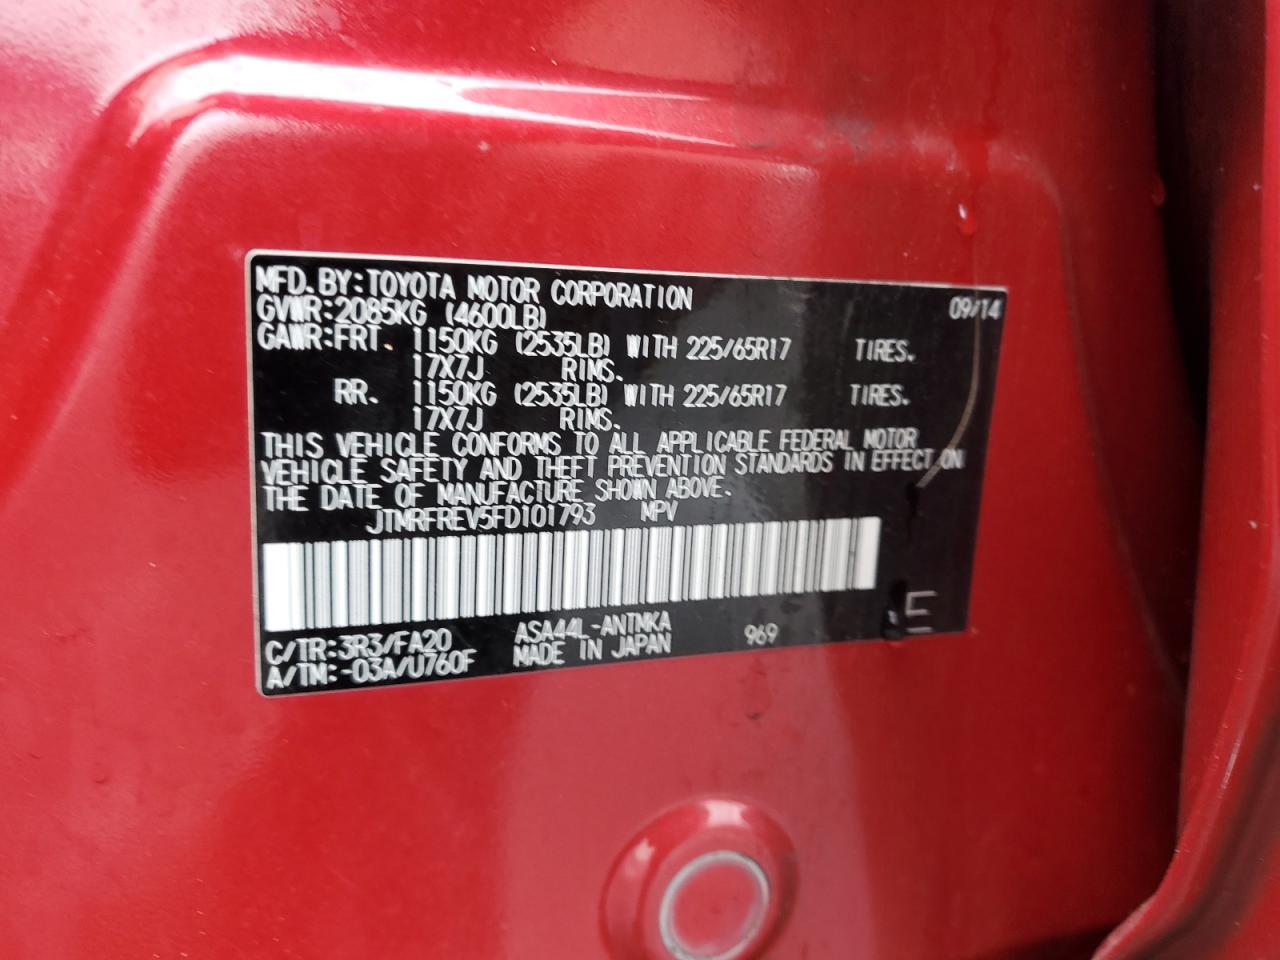 MFD. BY: TOYOTA MOTOR CORPORATION 09/14
GVWR: 2085KG (4600LB)
GAWR: FRT. 1150KG (2535LB) WITH 225/65R17 TIRES.
17X7J RIMS.
RR. 1150KG (2535LB) WITH 225/65R17 TIRES.
17X7J RIMS.
THIS VEHICLE CONFORMS TO ALL APPLICABLE FEDERAL MOTOR
VEHICLE SAFETY AND THEFT PREVENTION STANDARDS IN EFFECT ON
THE DATE OF MANUFACTURE SHOWN ABOVE.
JTMRFREV5FD101793 MPV
C/TR: 3R3/FA20 ASA44L-ANTMKA 969 E
A/TM: -03A/U760F MADE IN JAPAN